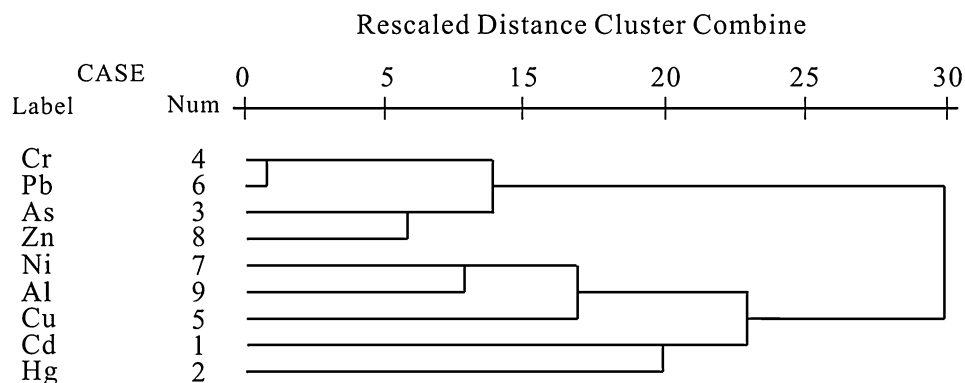 Rescaled Distance Cluster Combine
CASE 0 5 15 20 25 30
Label Num
Cr 4
Pb 6
As 3
Zn 8
Ni 7
Al 9
Cu 5
Cd 1
Hg 2